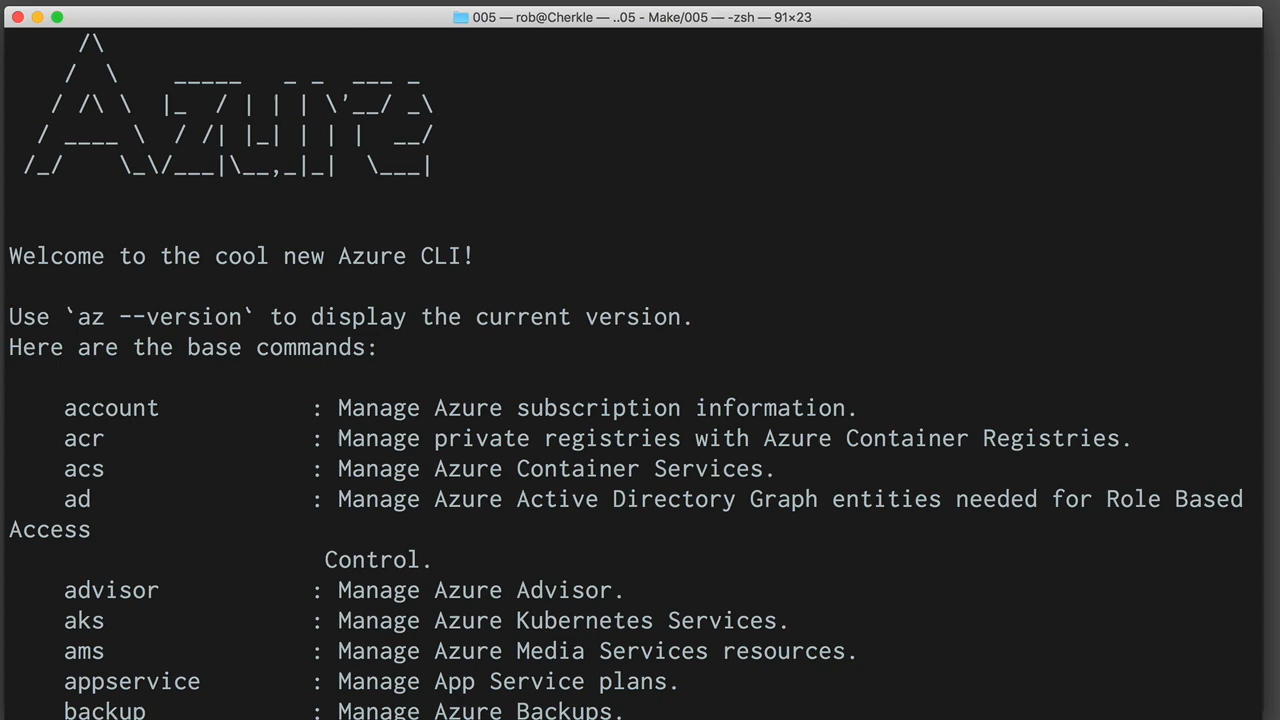 005 — rob@Cherkle — ..05 - Make/005 — -zsh — 91×23
    /\
   /  \    _____   _ _  ___ _
  / /\ \  |_  / | | | \'__/ _\
 / ____ \  / /| |_| | | |  __/
/_/    \_\/___|\__,_|_|  \___|
Welcome to the cool new Azure CLI!
Use `az --version` to display the current version.
Here are the base commands:
account : Manage Azure subscription information.
acr : Manage private registries with Azure Container Registries.
acs : Manage Azure Container Services.
ad : Manage Azure Active Directory Graph entities needed for Role Based
Access
Control.
advisor : Manage Azure Advisor.
aks : Manage Azure Kubernetes Services.
ams : Manage Azure Media Services resources.
appservice : Manage App Service plans.
backup : Manage Azure Backups.